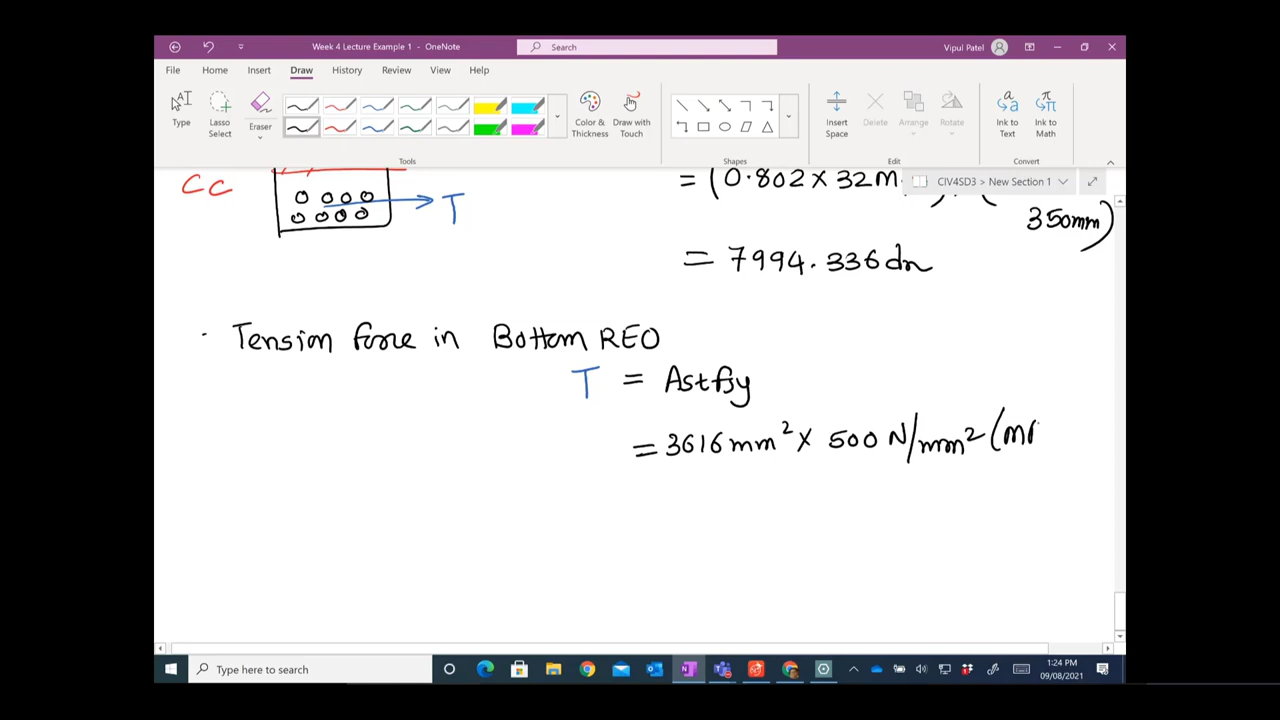 Week 4 Lecture Example 1 - OneNote
Search
Vipul Patel
File Home Insert Draw History Review View Help
Type
Lasso Select
Eraser
Color & Thickness
Draw with Touch
Insert Space
Delete
Arrange
Rotate
Ink to Text
Ink to Math
Tools
Shapes
Edit
Convert
CIV4SD3 > New Section 1
CC
T
= (0.802 x 32M
350mm)
= 7994.336dn
Tension force in Bottom REO
T = Astfsy
= 3616mm² x 500 N/mm² (
Type here to search
1:24 PM
09/08/2021